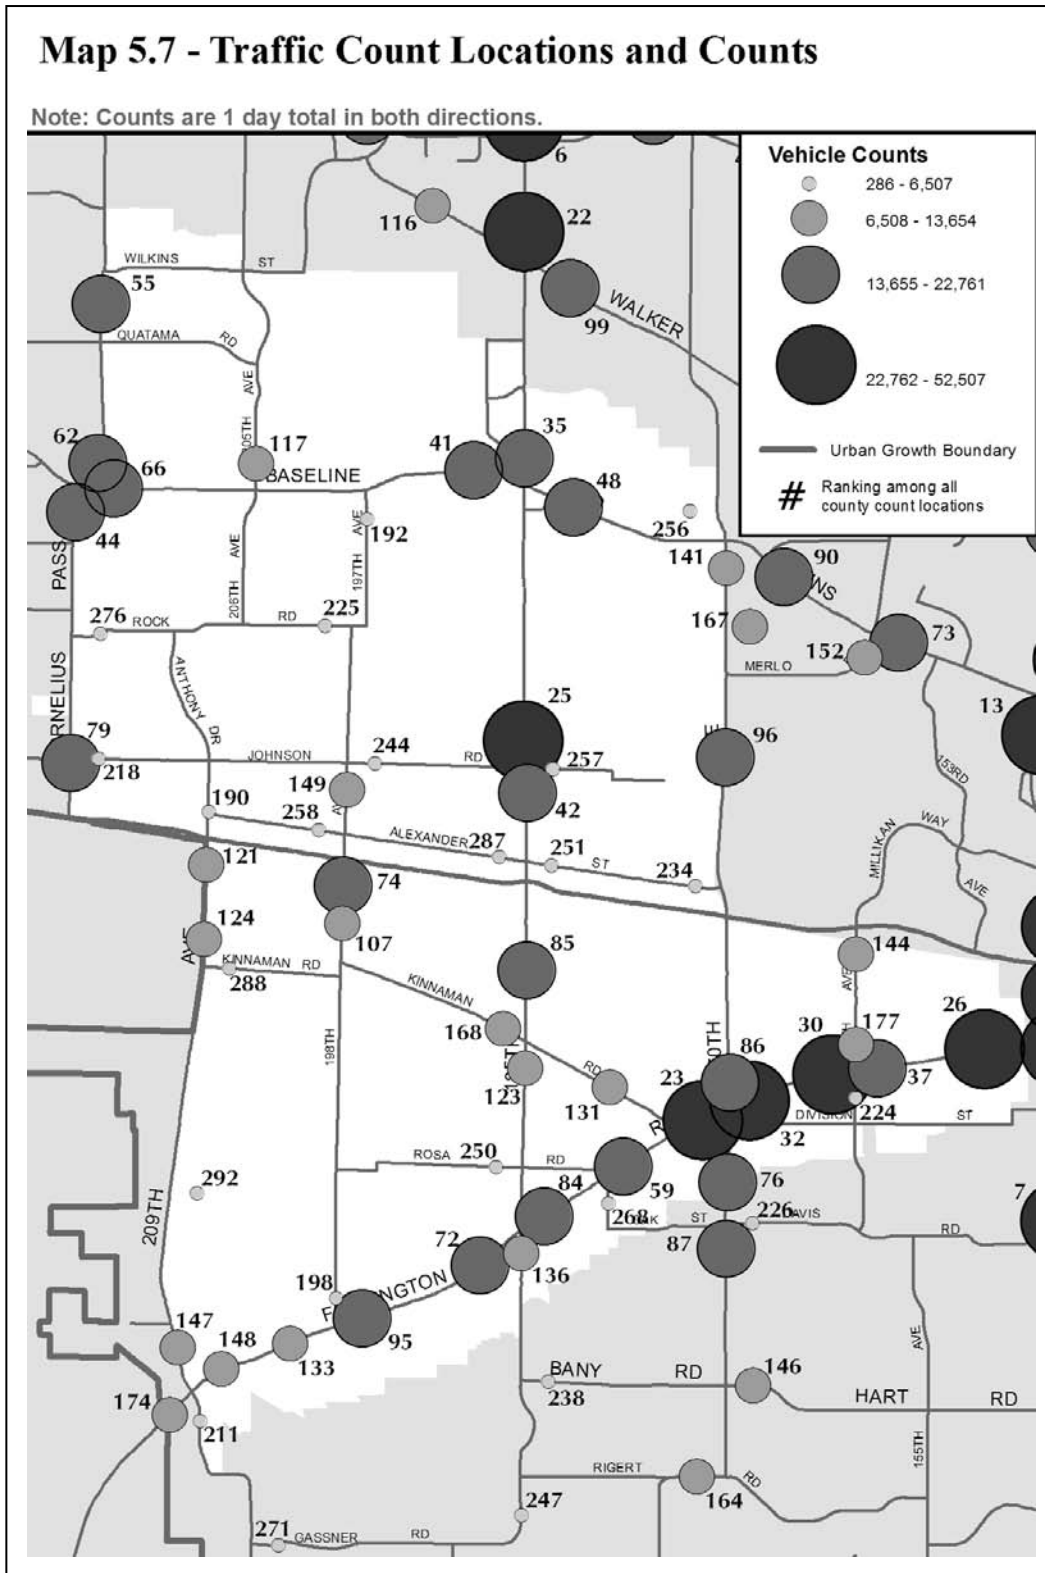 Map 5.7 - Traffic Count Locations and Counts
Note: Counts are 1 day total in both directions.
Vehicle Counts
286 - 6,507
6,508 - 13,654
13,655 - 22,761
22,762 - 52,507
Urban Growth Boundary
# Ranking among all
county count locations
6
116
22
WILKINS ST
55
99
WALKER
QUATAMA RD
AVE
205TH
62
117
41
35
66
BASELINE
48
44
192
256
AVE
141
90
PASS
206TH AVE
197TH
276
ROCK RD
225
167
73
152
MERLO
RNELIUS
ANTHONY DR
25
13
79
JOHNSON RD
244
257
96
218
149
42
153RD
190
258
ALEXANDER ST
287
251
234
MILLIKAN WAY
AVE
121
74
124
107
144
KINNAMAN RD
288
85
AVE
KINNAMAN RD
168
198TH
26
30
177
86
37
123
131
23
224
32
DIVISION ST
ROSA RD
250
59
76
292
84
268
ST
226
87
RD
209TH
72
136
198
95
147
148
133
AVE
BANY RD
146
HART RD
238
174
211
155TH
RIGERT RD
164
247
271
GASSNER RD
7